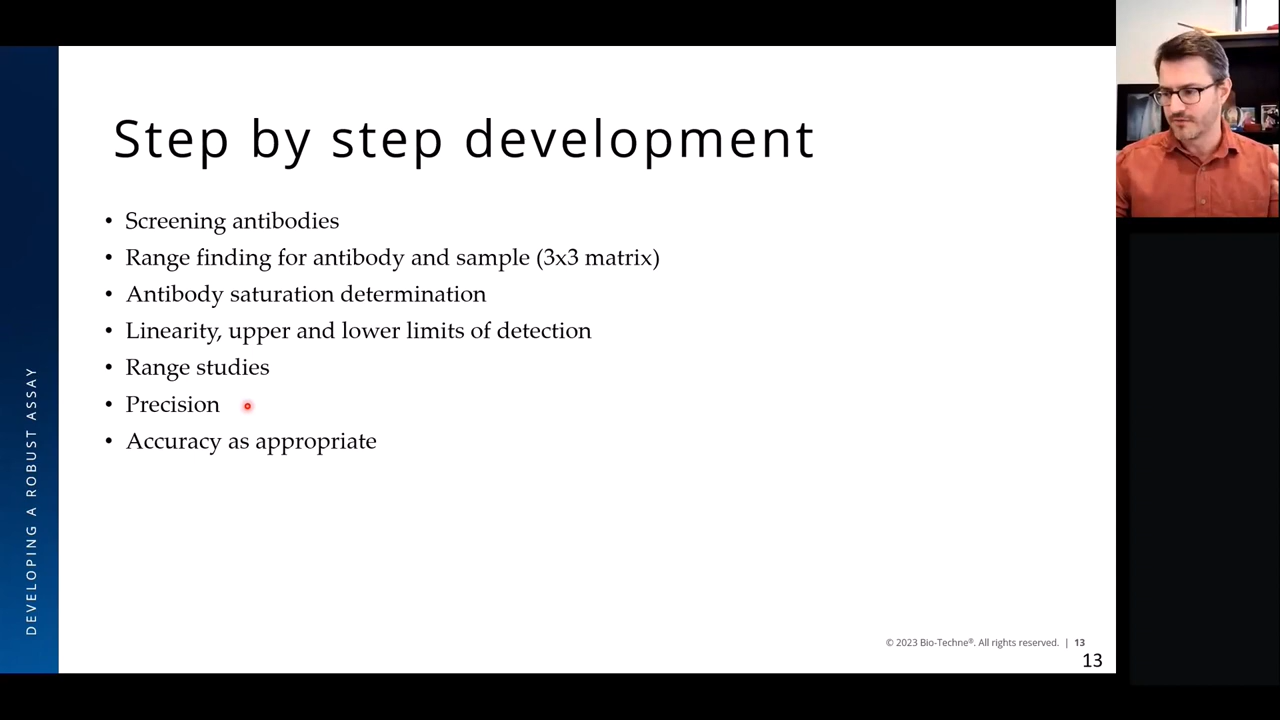 Step by step development
• Screening antibodies
• Range finding for antibody and sample (3x3 matrix)
• Antibody saturation determination
• Linearity, upper and lower limits of detection
• Range studies
• Precision
• Accuracy as appropriate
DEVELOPING A ROBUST ASSAY
© 2023 Bio-Techne®. All rights reserved. | 13
13